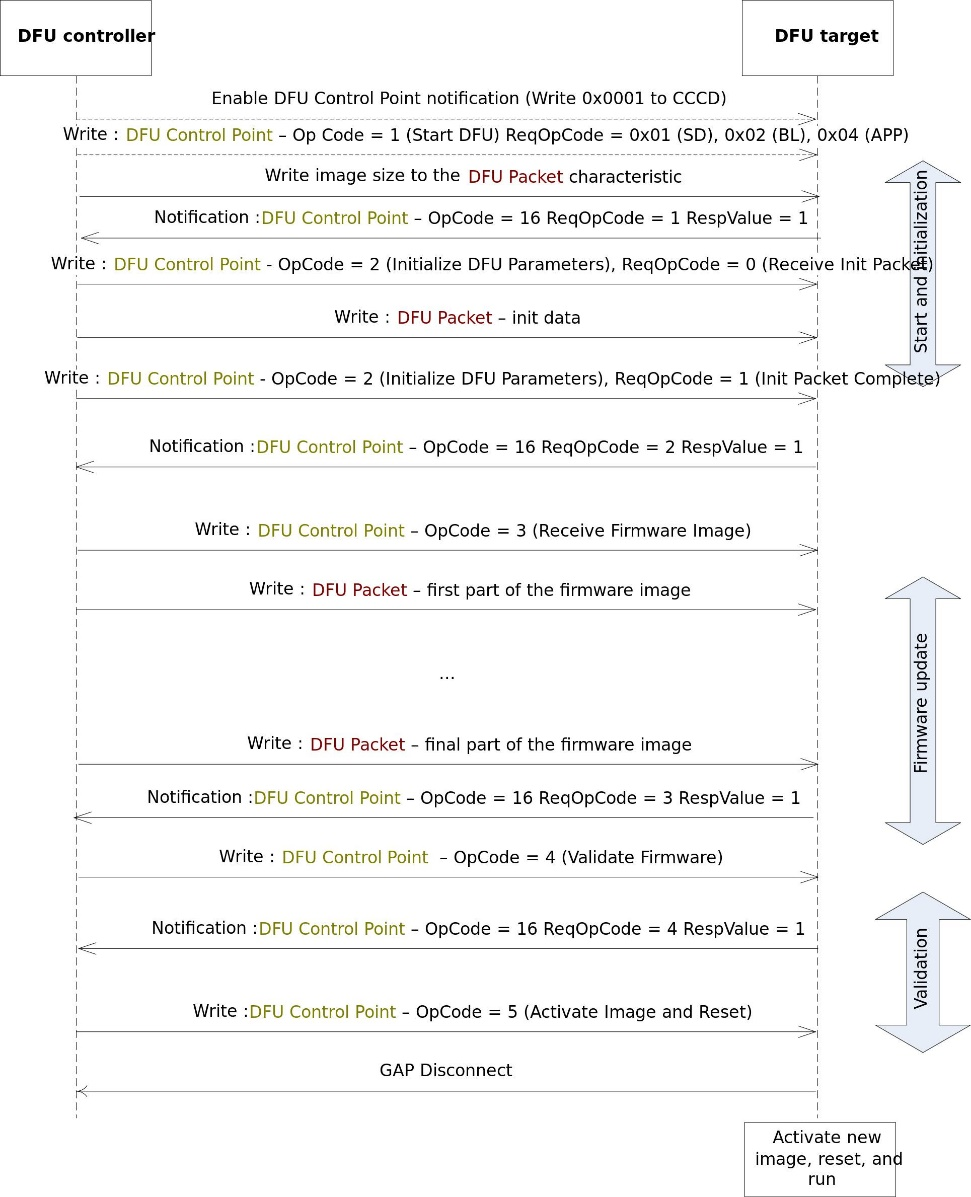 DFU controller
DFU target
Enable DFU Control Point notification (Write 0x0001 to CCCD)
Write : DFU Control Point – Op Code = 1 (Start DFU) ReqOpCode = 0x01 (SD), 0x02 (BL), 0x04 (APP)
Write image size to the DFU Packet characteristic
Notification :DFU Control Point – OpCode = 16 ReqOpCode = 1 RespValue = 1
Write : DFU Control Point - OpCode = 2 (Initialize DFU Parameters), ReqOpCode = 0 (Receive Init Packet)
Write : DFU Packet – init data
Write : DFU Control Point - OpCode = 2 (Initialize DFU Parameters), ReqOpCode = 1 (Init Packet Complete)
Start and Initialization
Notification :DFU Control Point – OpCode = 16 ReqOpCode = 2 RespValue = 1
Write : DFU Control Point – OpCode = 3 (Receive Firmware Image)
Write : DFU Packet – first part of the firmware image
...
Write : DFU Packet – final part of the firmware image
Notification :DFU Control Point – OpCode = 16 ReqOpCode = 3 RespValue = 1
Firmware update
Write : DFU Control Point – OpCode = 4 (Validate Firmware)
Notification :DFU Control Point – OpCode = 16 ReqOpCode = 4 RespValue = 1
Write :DFU Control Point – OpCode = 5 (Activate Image and Reset)
Validation
GAP Disconnect
Activate new
image, reset, and
run